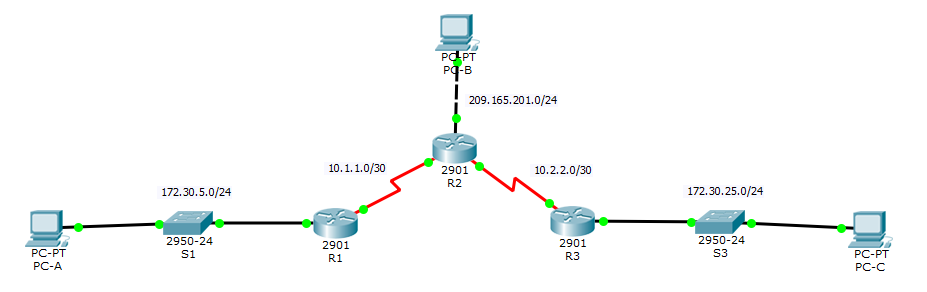 PC-PT
PC-B
209.165.201.0/24
2901
R2
10.1.1.0/30
10.2.2.0/30
172.30.5.0/24
172.30.25.0/24
PC-PT
PC-A
2950-24
S1
2901
R1
2901
R3
2950-24
S3
PC-PT
PC-C